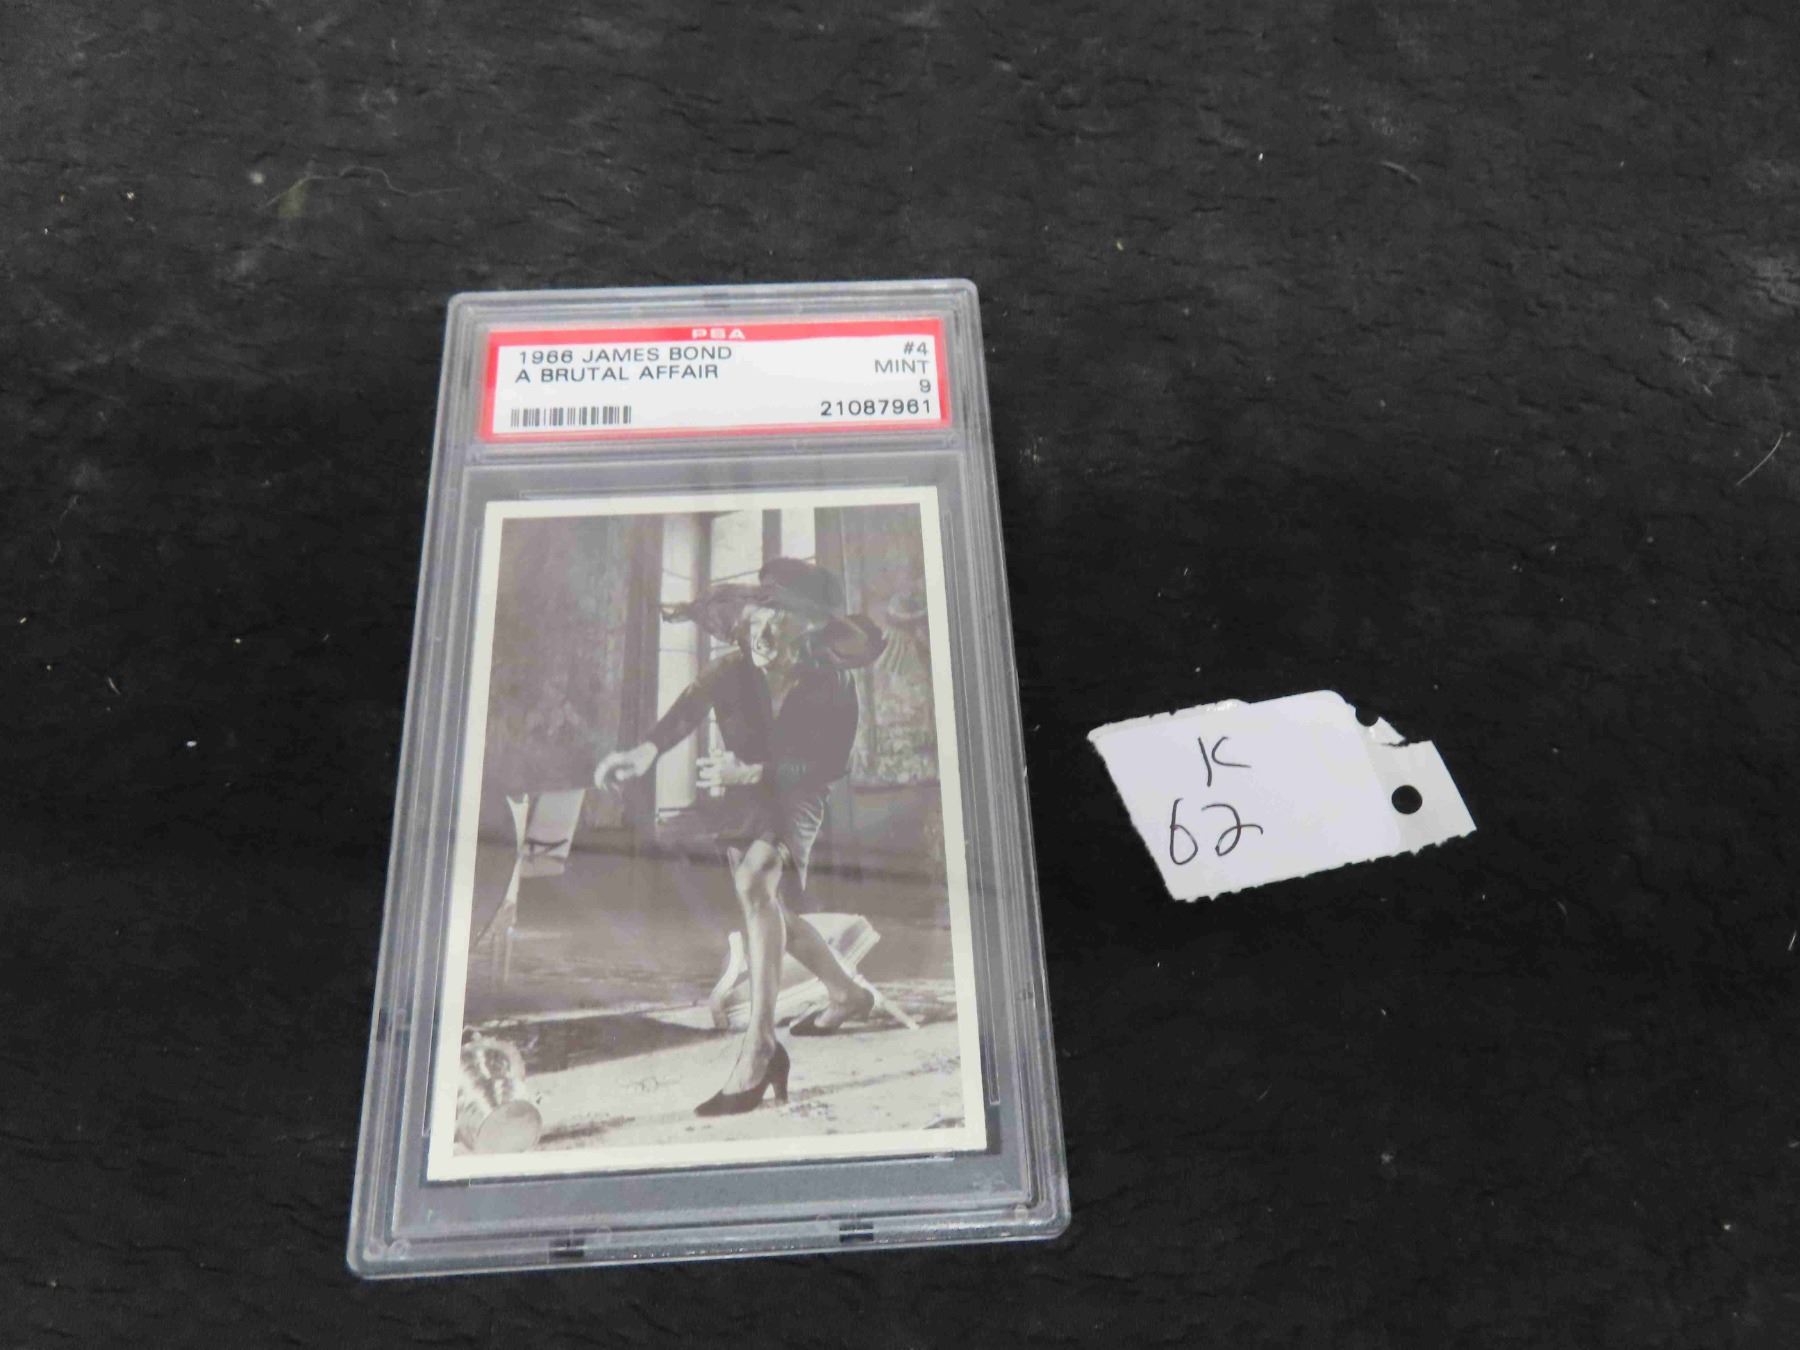 PSA
1966 JAMES BOND #4
A BRUTAL AFFAIR MINT
9
21087961
K
62